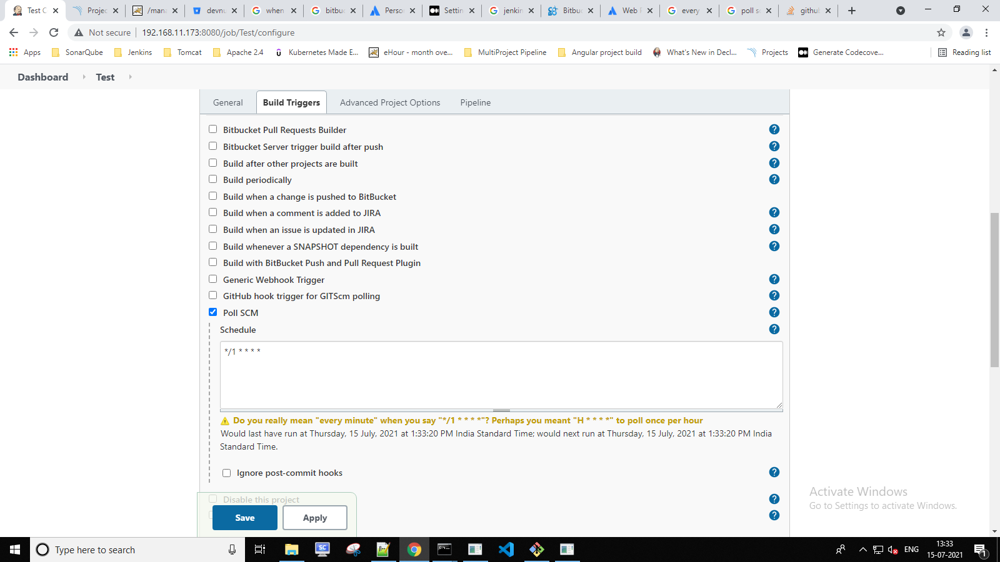 Test C
Projec
/mana
devnu
when
bitbuc
Perso
Settin
jenkin
Bitbuc
Web F
every
poll sc
github
Not secure 192.168.11.173:8080/job/Test/configure
Apps SonarQube Jenkins Tomcat Apache 2.4 Kubernetes Made E... eHour - month ove... MultiProject Pipeline Angular project build What's New in Decl... Projects Generate Codecove... Reading list
Dashboard Test
General Build Triggers Advanced Project Options Pipeline
Bitbucket Pull Requests Builder
Bitbucket Server trigger build after push
Build after other projects are built
Build periodically
Build when a change is pushed to BitBucket
Build when a comment is added to JIRA
Build when an issue is updated in JIRA
Build whenever a SNAPSHOT dependency is built
Build with BitBucket Push and Pull Request Plugin
Generic Webhook Trigger
GitHub hook trigger for GITScm polling
Poll SCM
Schedule
*/1 * * * *
Do you really mean "every minute" when you say "*/1 * * * *"? Perhaps you meant "H * * * *" to poll once per hour
Would last have run at Thursday, 15 July, 2021 at 1:33:20 PM India Standard Time; would next run at Thursday, 15 July, 2021 at 1:33:20 PM India
Standard Time.
Ignore post-commit hooks
Disable this project
Save Apply
Activate Windows
Go to Settings to activate Windows.
Type here to search
SC
ENG
13:33
15-07-2021
1